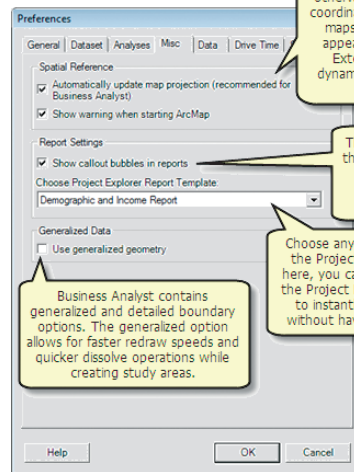 Preferences
General
Dataset
Analyses
Misc
Data
Drive Time
Spatial Reference
Automatically update map projection (recommended for
Business Analyst)
Show warning when starting ArcMap
coordina
maps
appea
Exte
dynam
Report Settings
Show callout bubbles in reports
Choose Project Explorer Report Template:
Demographic and Income Report
T
th
Generalized Data
Use generalized geometry
Choose any
the Project
here, you ca
the Project
to instant
without hav
Business Analyst contains
generalized and detailed boundary
options. The generalized option
allows for faster redraw speeds and
quicker dissolve operations while
creating study areas.
Help
OK
Cancel